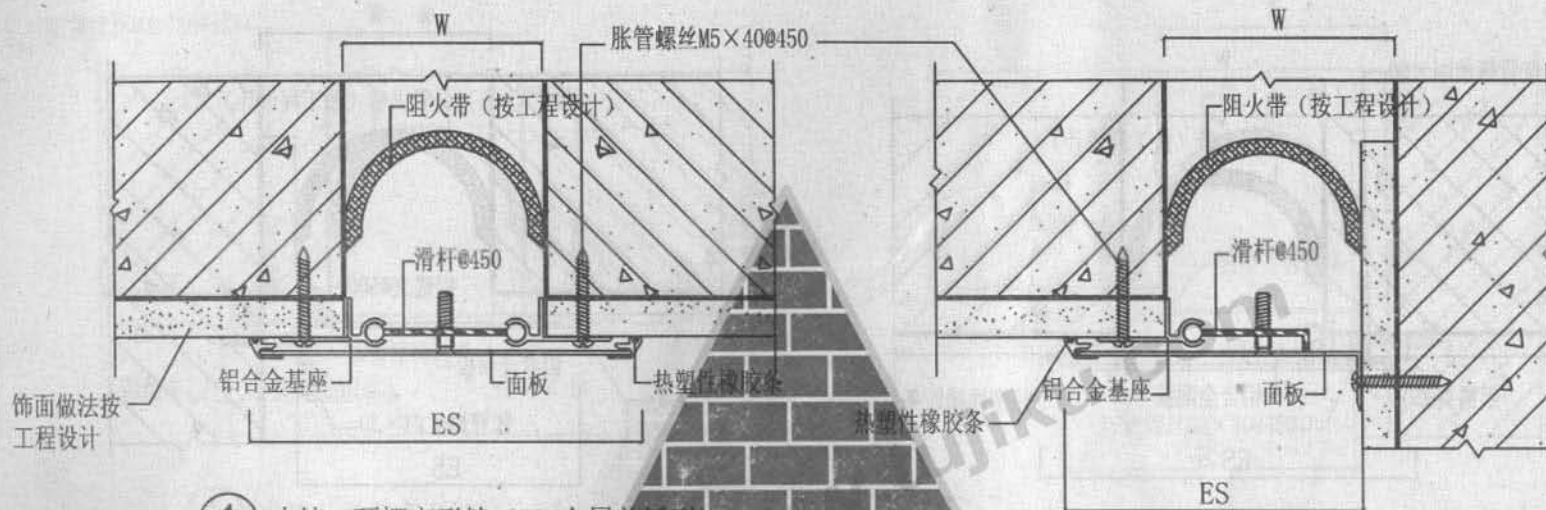 W
胀管螺丝M5×40@450
阻火带（按工程设计）
滑杆@450
铝合金基座
面板
热塑性橡胶条
饰面做法按
工程设计
ES
W
阻火带（按工程设计）
滑杆@450
铝合金基座
面板
热塑性橡胶条
ES
ujiku.com